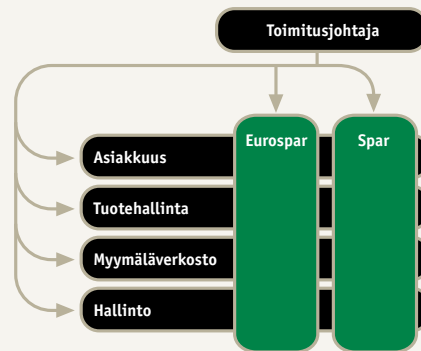 Toimitusjohtaja
Eurospar
Spar
Asiakkuus
Tuotehallinta
Myymäläverkosto
Hallinto